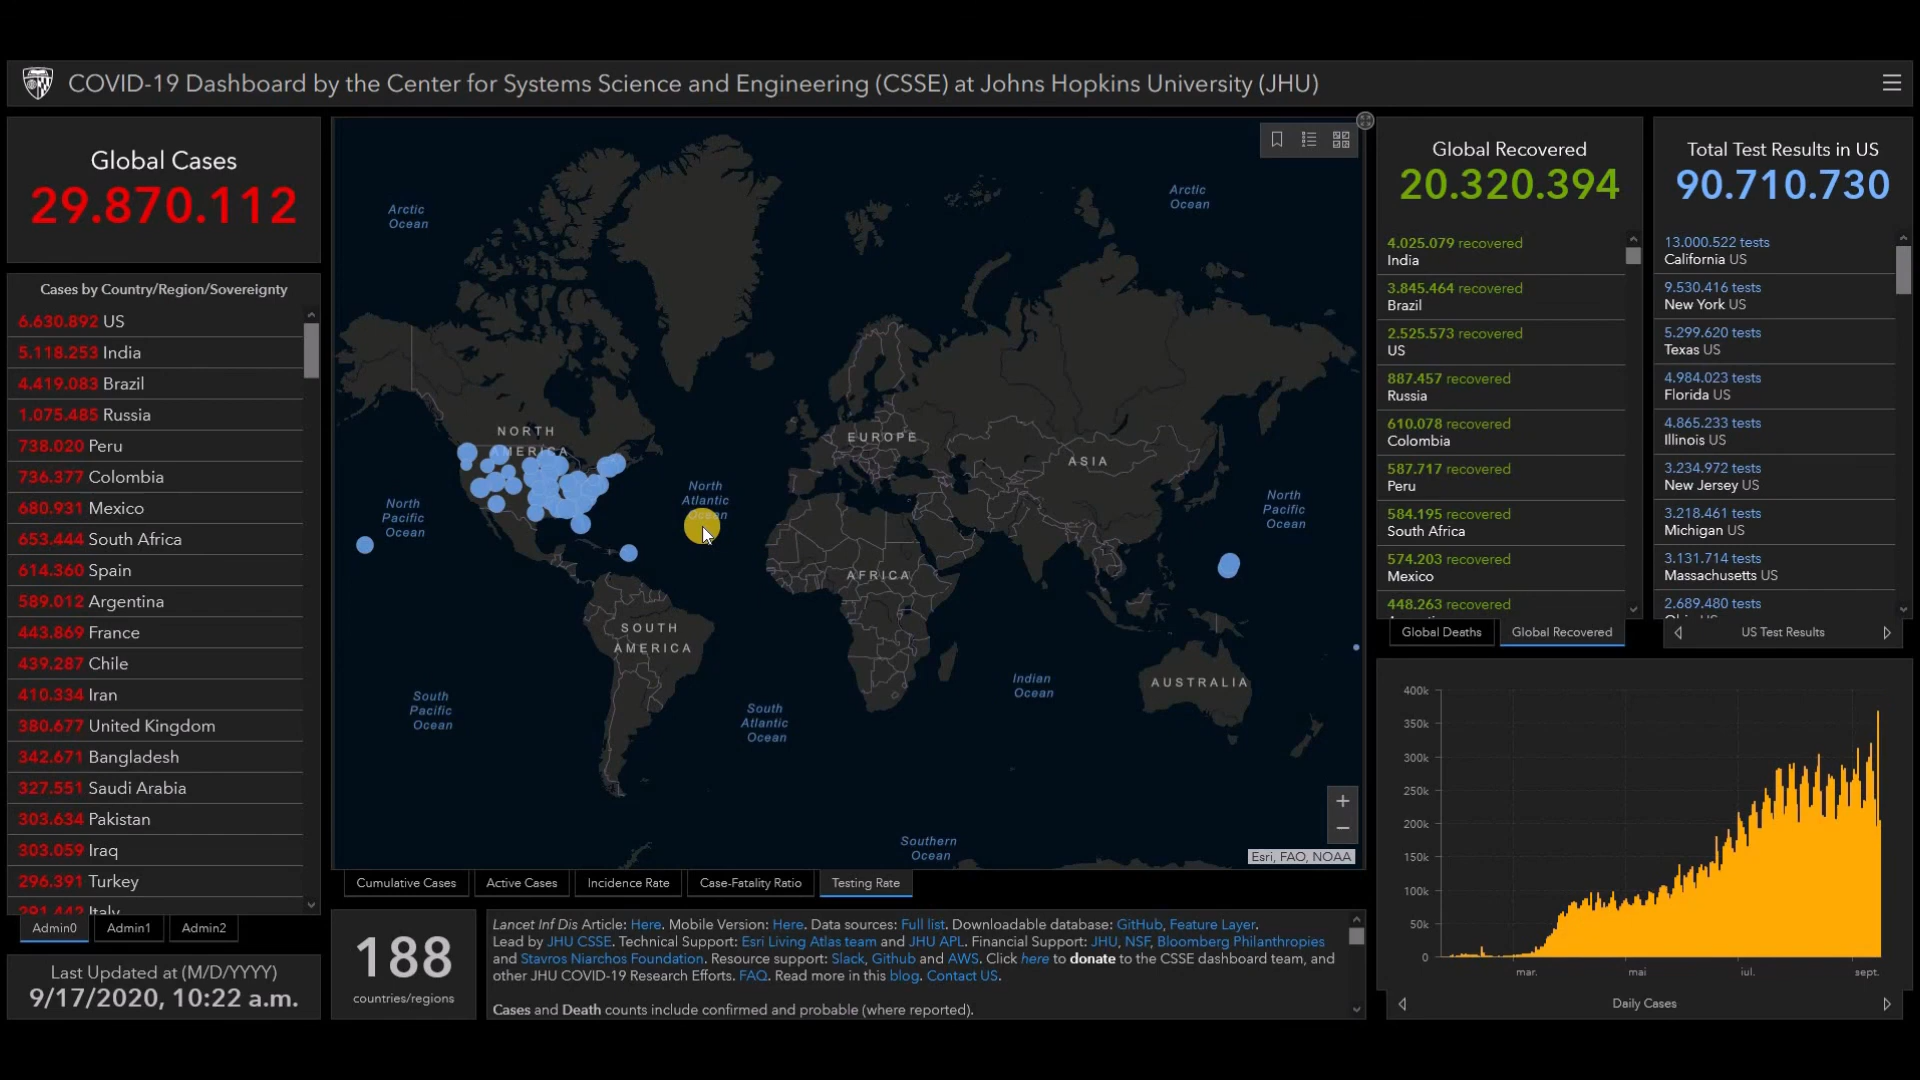 COVID-19 Dashboard by the Center for Systems Science and Engineering (CSSE) at Johns Hopkins University (JHU)
Global Cases
29.870.112
Cases by Country/Region/Sovereignty
6.630.892 US
5.118.253 India
4.419.083 Brazil
1.075.485 Russia
738.020 Peru
736.377 Colombia
680.931 Mexico
653.444 South Africa
614.360 Spain
589.012 Argentina
443.869 France
439.287 Chile
410.334 Iran
380.677 United Kingdom
342.671 Bangladesh
327.551 Saudi Arabia
303.634 Pakistan
303.059 Iraq
296.391 Turkey
291.442 Italy
Admin0
Admin1
Admin2
Last Updated at (M/D/YYYY)
9/17/2020, 10:22 a.m.
Arctic
Ocean
Arctic
Ocean
NORTH
AMERICA
EUROPE
ASIA
North
Pacific
Ocean
North
Atlantic
Ocean
North
Pacific
Ocean
AFRICA
SOUTH
AMERICA
South
Pacific
Ocean
South
Atlantic
Ocean
Indian
Ocean
AUSTRALIA
Southern
Ocean
+
−
Esri, FAO, NOAA
Cumulative Cases
Active Cases
Incidence Rate
Case-Fatality Ratio
Testing Rate
188
countries/regions
Lancet Inf Dis Article: Here. Mobile Version: Here. Data sources: Full list. Downloadable database: GitHub, Feature Layer.
Lead by JHU CSSE. Technical Support: Esri Living Atlas team and JHU APL. Financial Support: JHU, NSF, Bloomberg Philanthropies
and Stavros Niarchos Foundation. Resource support: Slack, Github and AWS. Click here to donate to the CSSE dashboard team, and
other JHU COVID-19 Research Efforts. FAQ. Read more in this blog. Contact US.
Cases and Death counts include confirmed and probable (where reported).
Global Recovered
20.320.394
4.025.079 recovered
India
3.845.464 recovered
Brazil
2.525.573 recovered
US
887.457 recovered
Russia
610.078 recovered
Colombia
587.717 recovered
Peru
584.195 recovered
South Africa
574.203 recovered
Mexico
448.263 recovered
Global Deaths
Global Recovered
Total Test Results in US
90.710.730
13.000.522 tests
California US
9.530.416 tests
New York US
5.299.620 tests
Texas US
4.984.023 tests
Florida US
4.865.233 tests
Illinois US
3.234.972 tests
New Jersey US
3.218.461 tests
Michigan US
3.131.714 tests
Massachusetts US
2.689.480 tests
Ohio US
US Test Results
400k
350k
300k
250k
200k
150k
100k
50k
0
mar.
mai
iul.
sept.
Daily Cases